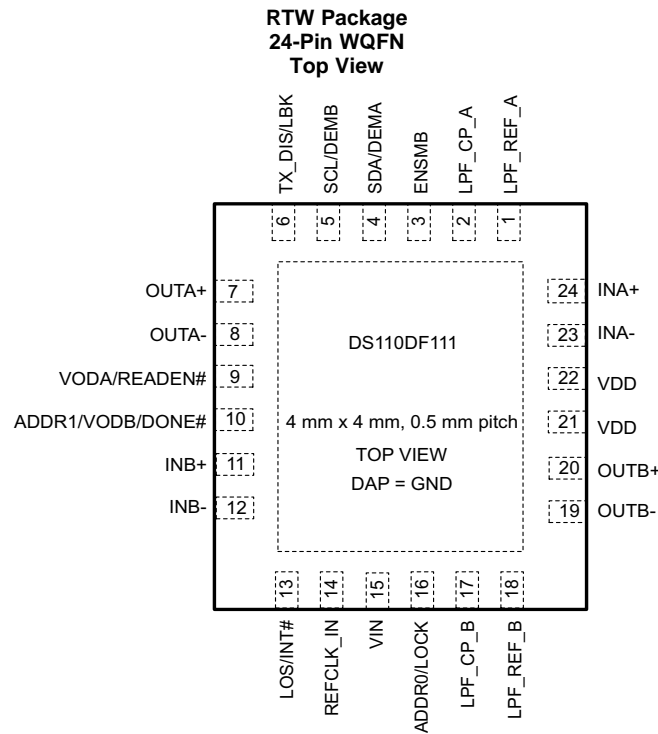 RTW Package
24-Pin WQFN
Top View
TX_DIS/LBK
SCL/DEMB
SDA/DEMA
ENSMB
LPF_CP_A
LPF_REF_A
6
5
4
3
2
1
OUTA+ 7
24 INA+
OUTA- 8
DS110DF111
23 INA-
VODA/READEN# 9
22 VDD
ADDR1/VODB/DONE# 10
4 mm x 4 mm, 0.5 mm pitch
21 VDD
TOP VIEW
INB+ 11
20 OUTB+
DAP = GND
INB- 12
19 OUTB-
13
14
15
16
17
18
LOS/INT#
REFCLK_IN
VIN
ADDR0/LOCK
LPF_CP_B
LPF_REF_B